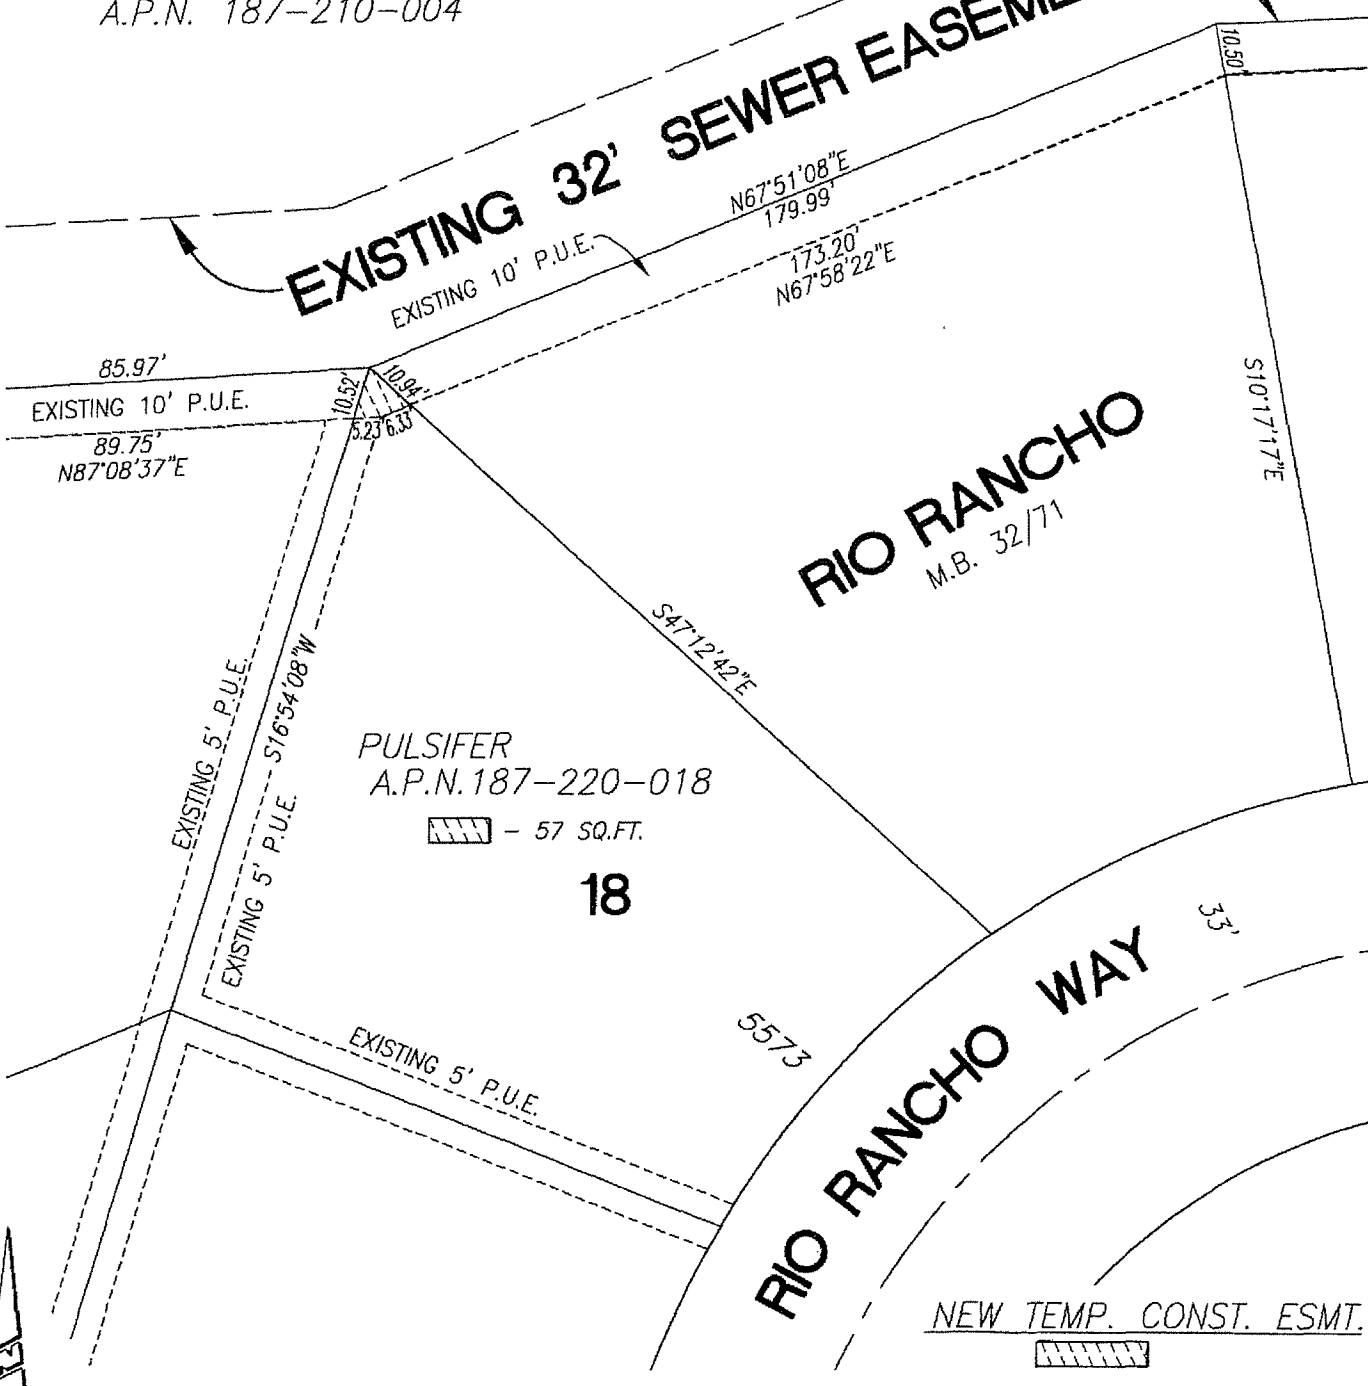 A.P.N. 187-210-004
EXISTING 32' SEWER
10.50'
N67°51'08"E
179.99'
EXISTING 10' P.U.E.
173.20'
N67°58'22"E
85.97'
EXISTING 10' P.U.E.
89.75'
N87°08'37"E
10.52'
10.94'
5.23'
6.33'
S10°17'17"E
RIO RANCHO
M.B. 32/71
S47°12'42"E
EXISTING 5' P.U.E.
S16°54'08"W
EXISTING 5' P.U.E.
PULSIFER
A.P.N.187-220-018
- 57 SQ.FT.
18
33'
5573
EXISTING 5' P.U.E.
RIO RANCHO WAY
NEW TEMP. CONST. ESMT.